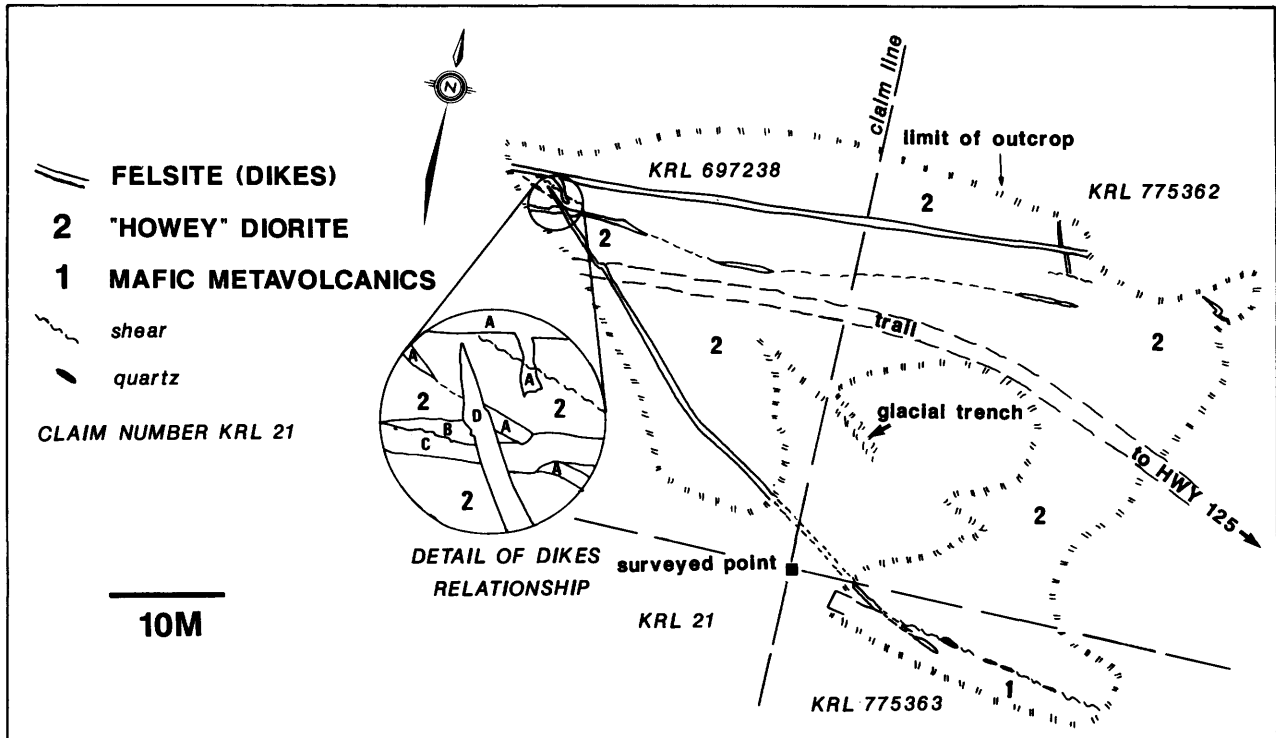 N
FELSITE (DIKES)
2 "HOWEY" DIORITE
1 MAFIC METAVOLCANICS
shear
quartz
CLAIM NUMBER KRL 21
10M
claim line
limit of outcrop
KRL 697238
KRL 775362
2
2
2
2
2
trail
glacial trench
to HWY 125
surveyed point
KRL 21
KRL 775363
1
A
A
A
2
2
D
B
A
C
A
2
DETAIL OF DIKES
RELATIONSHIP